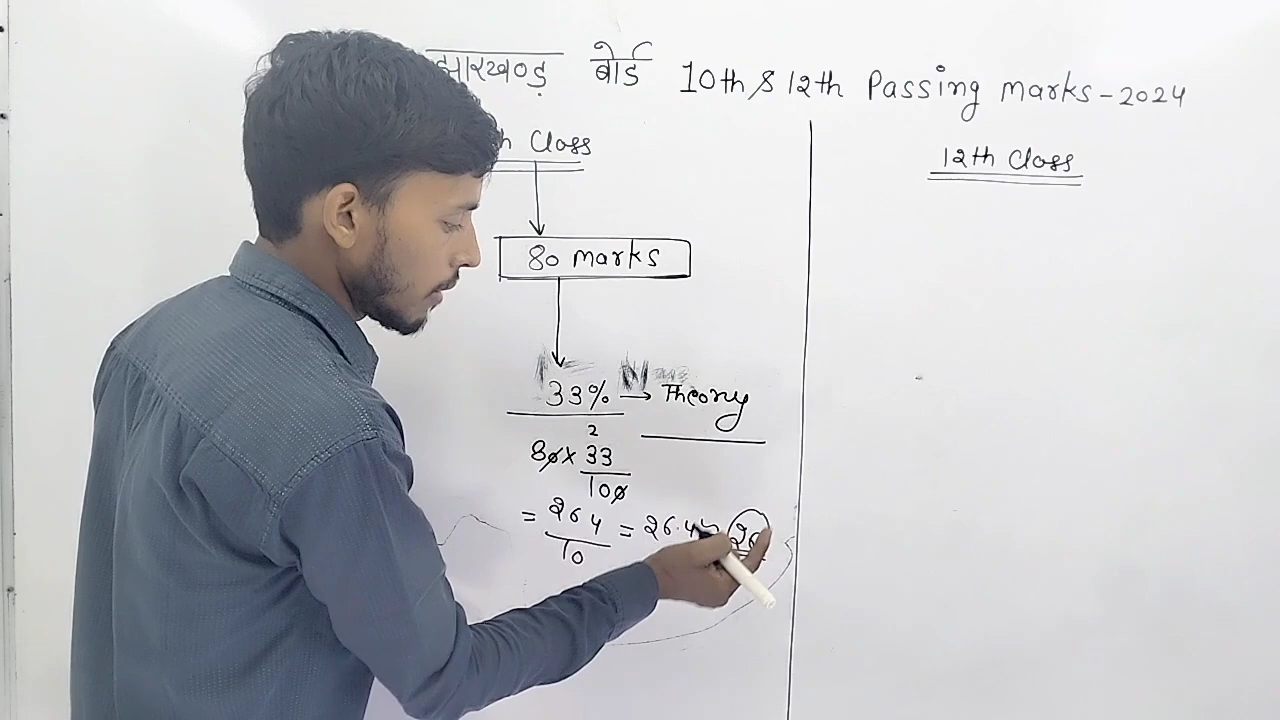 झारखण्ड़ बोर्ड 10th & 12th Passing marks-2024
Class
80 marks
33% → Theory
2
80 x 33
100
= 264 = 26.4
10
26
12th Class